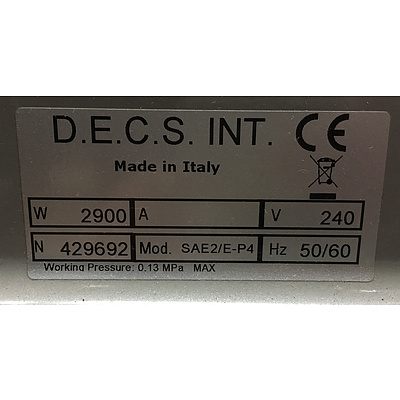 D.E.C.S. INT. CE
Made in Italy
W 2900 A V 240
N 429692 Mod. SAE2/E-P4 Hz 50/60
Working Pressure: 0.13 MPa MAX